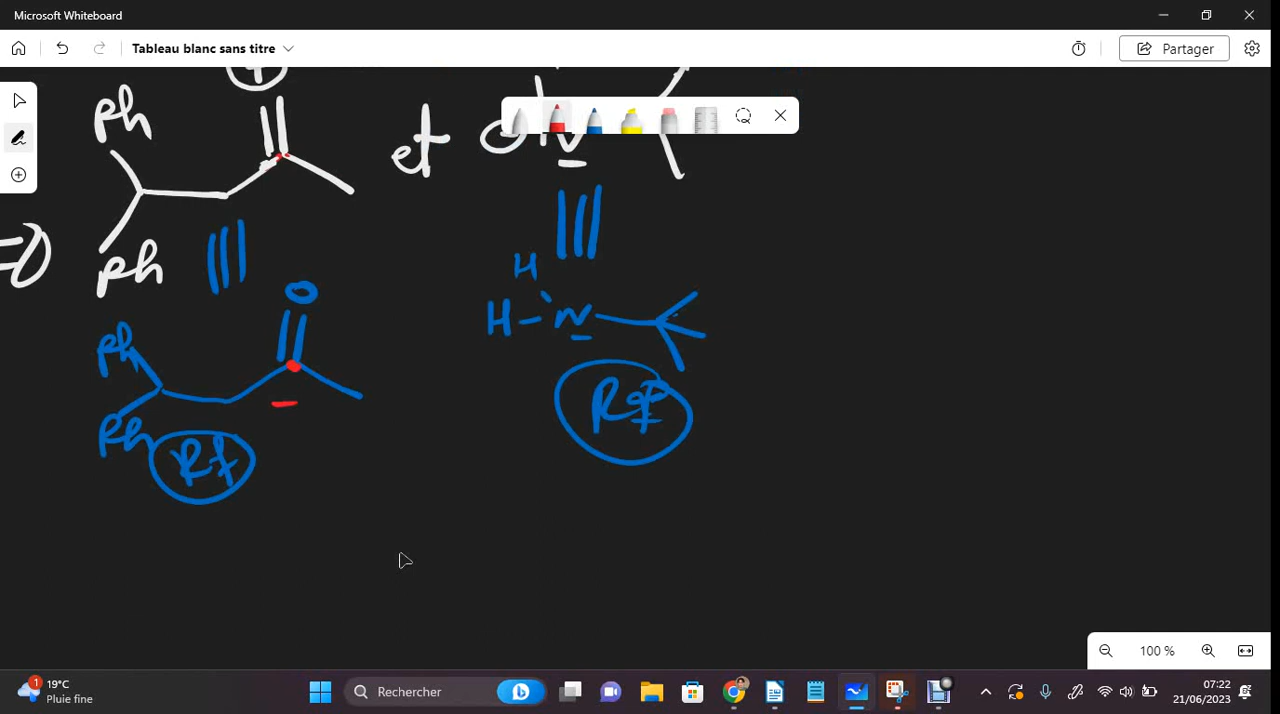 Microsoft Whiteboard
Tableau blanc sans titre
Partager
Ph
et
Ph
H
O
H - N
Ph
Ph
Rf
100 %
19°C
Pluie fine
Rechercher
07:22
21/06/2023
1